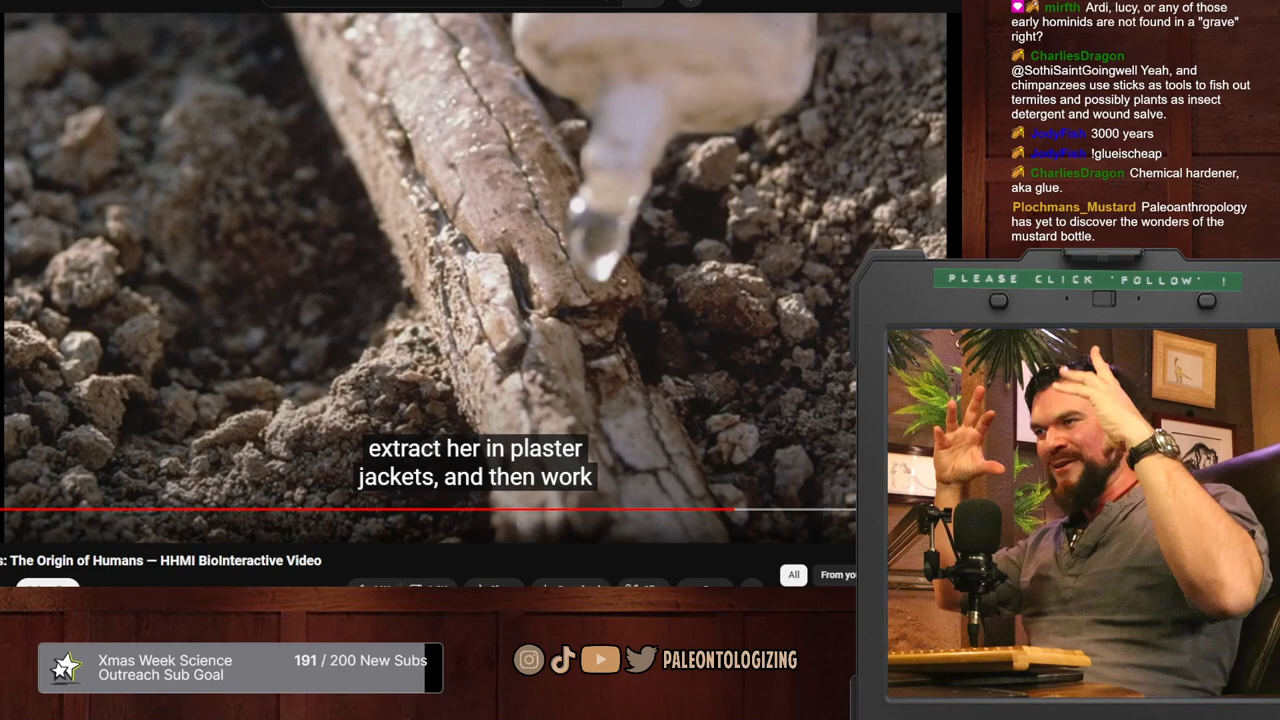 mirfth Ardi, lucy, or any of those
early hominids are not found in a "grave"
right?
CharliesDragon
@SothiSaintGoingwell Yeah, and
chimpanzees use sticks as tools to fish out
termites and possibly plants as insect
detergent and wound salve.
JodyFish 3000 years
JodyFish !glueischeap
CharliesDragon Chemical hardener,
aka glue.
Plochmans_Mustard Paleoanthropology
has yet to discover the wonders of the
mustard bottle.
PLEASE CLICK 'FOLLOW' !
extract her in plaster
jackets, and then work
s: The Origin of Humans — HHMI BioInteractive Video
All From you
Xmas Week Science 191 / 200 New Subs
Outreach Sub Goal
PALEONTOLOGIZING